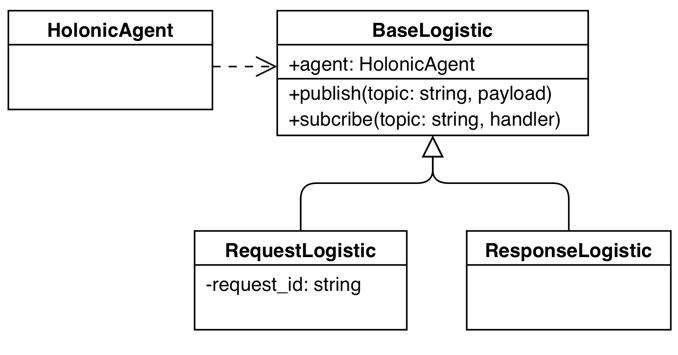 HolonicAgent
BaseLogistic
+agent: HolonicAgent
+publish(topic: string, payload)
+subcribe(topic: string, handler)
RequestLogistic
-request_id: string
ResponseLogistic